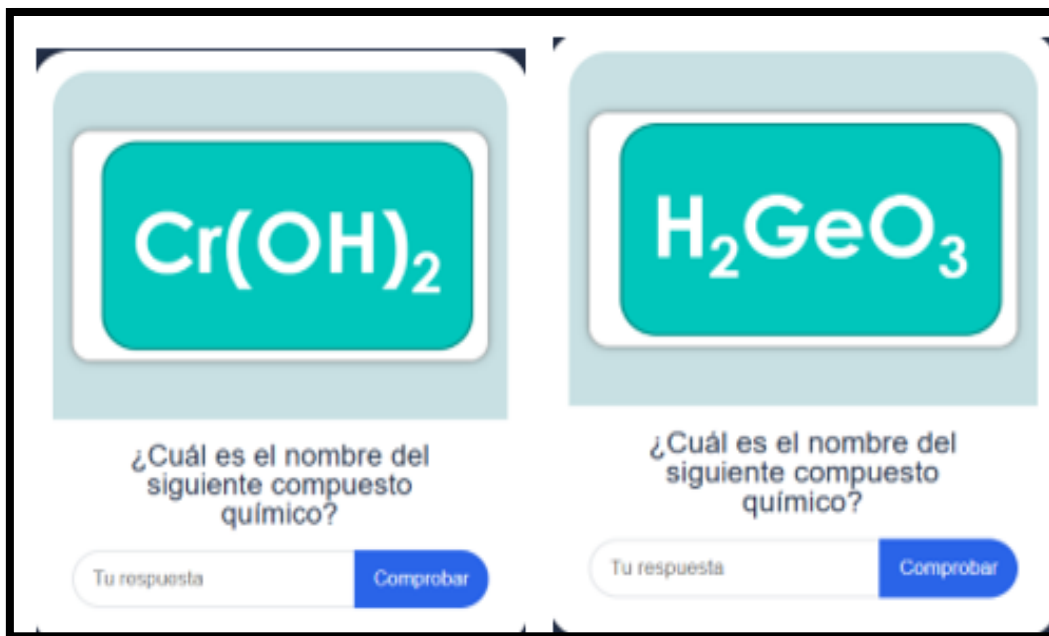 Cr(OH)₂
¿Cuál es el nombre del
siguiente compuesto
químico?
Tu respuesta
Comprobar
H₂GeO₃
¿Cuál es el nombre del
siguiente compuesto
químico?
Tu respuesta
Comprobar